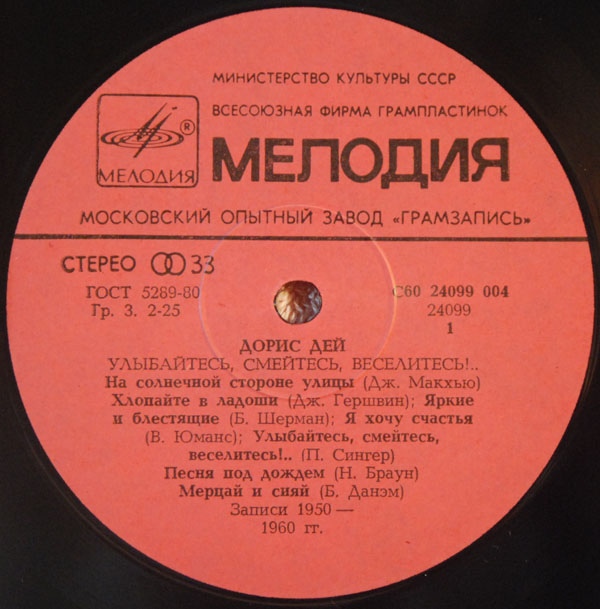 МИНИСТЕРСТВО КУЛЬТУРЫ СССР
ВСЕСОЮЗНАЯ ФИРМА ГРАМПЛАСТИНОК
®
МЕЛОДИЯ
МЕЛОДИЯ
МОСКОВСКИЙ ОПЫТНЫЙ ЗАВОД «ГРАМЗАПИСЬ»
СТЕРЕО 33
ГОСТ 5289-80
Гр. 3. 2-25
С60 24099 004
24099
1
ДОРИС ДЕЙ
УЛЫБАЙТЕСЬ, СМЕЙТЕСЬ, ВЕСЕЛИТЕСЬ!..
На солнечной стороне улицы (Дж. Макхью)
Хлопайте в ладоши (Дж. Гершвин); Яркие
и блестящие (Б. Шерман); Я хочу счастья
(В. Юманс); Улыбайтесь, смейтесь,
веселитесь!.. (П. Сингер)
Песня под дождем (Н. Браун)
Мерцай и сияй (Б. Данэм)
Записи 1950 —
1960 гг.